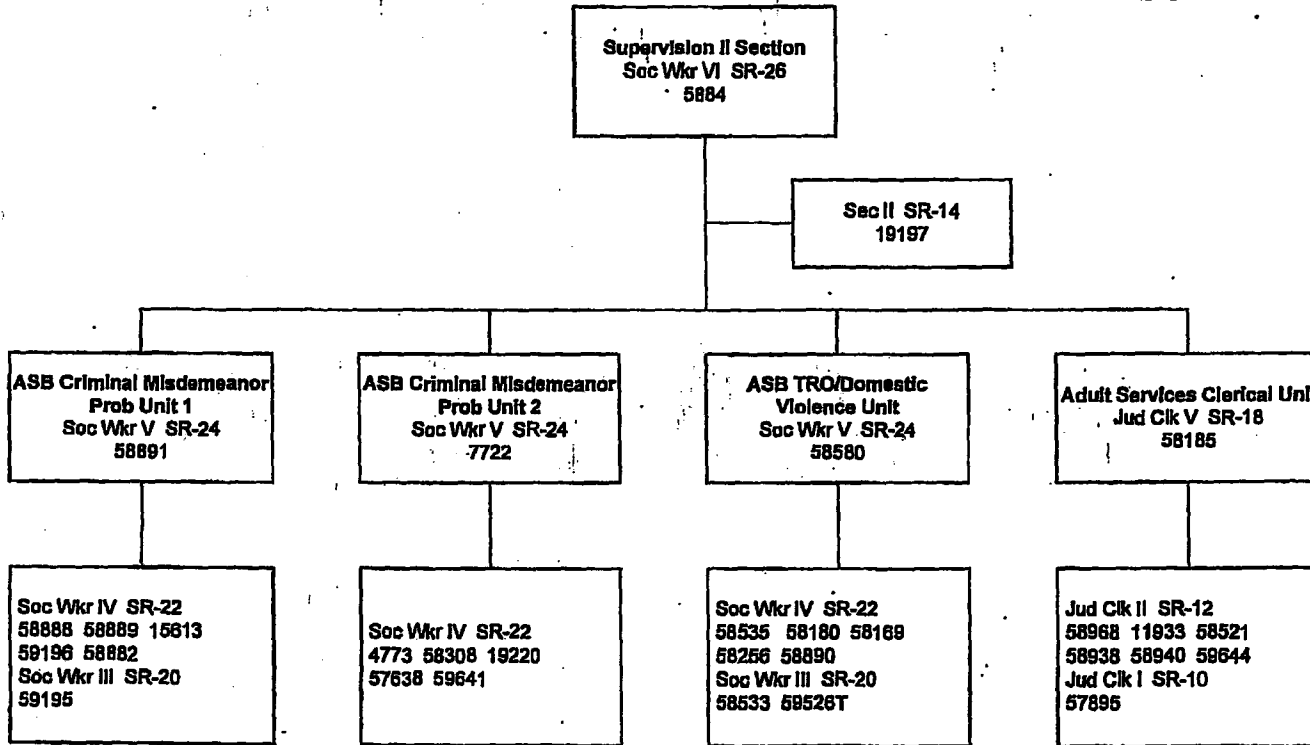 Supervision II Section
Soc Wkr VI SR-26
5884
Sec II SR-14
19197
ASB Criminal Misdemeanor
Prob Unit 1
Soc Wkr V SR-24
58891
ASB Criminal Misdemeanor
Prob Unit 2
Soc Wkr V SR-24
7722
ASB TRO/Domestic
Violence Unit
Soc Wkr V SR-24
58580
Adult Services Clerical Uni
Jud Clk V SR-18
58185
Soc Wkr IV SR-22
58888 58889 15613
59196 58882
Soc Wkr III SR-20
59195
Soc Wkr IV SR-22
4773 58308 19220
57638 59641
Soc Wkr IV SR-22
58535 58180 58169
58256 58890
Soc Wkr III SR-20
58533 59526T
Jud Clk II SR-12
58968 11933 58521
58938 58940 59644
Jud Clk I SR-10
57895